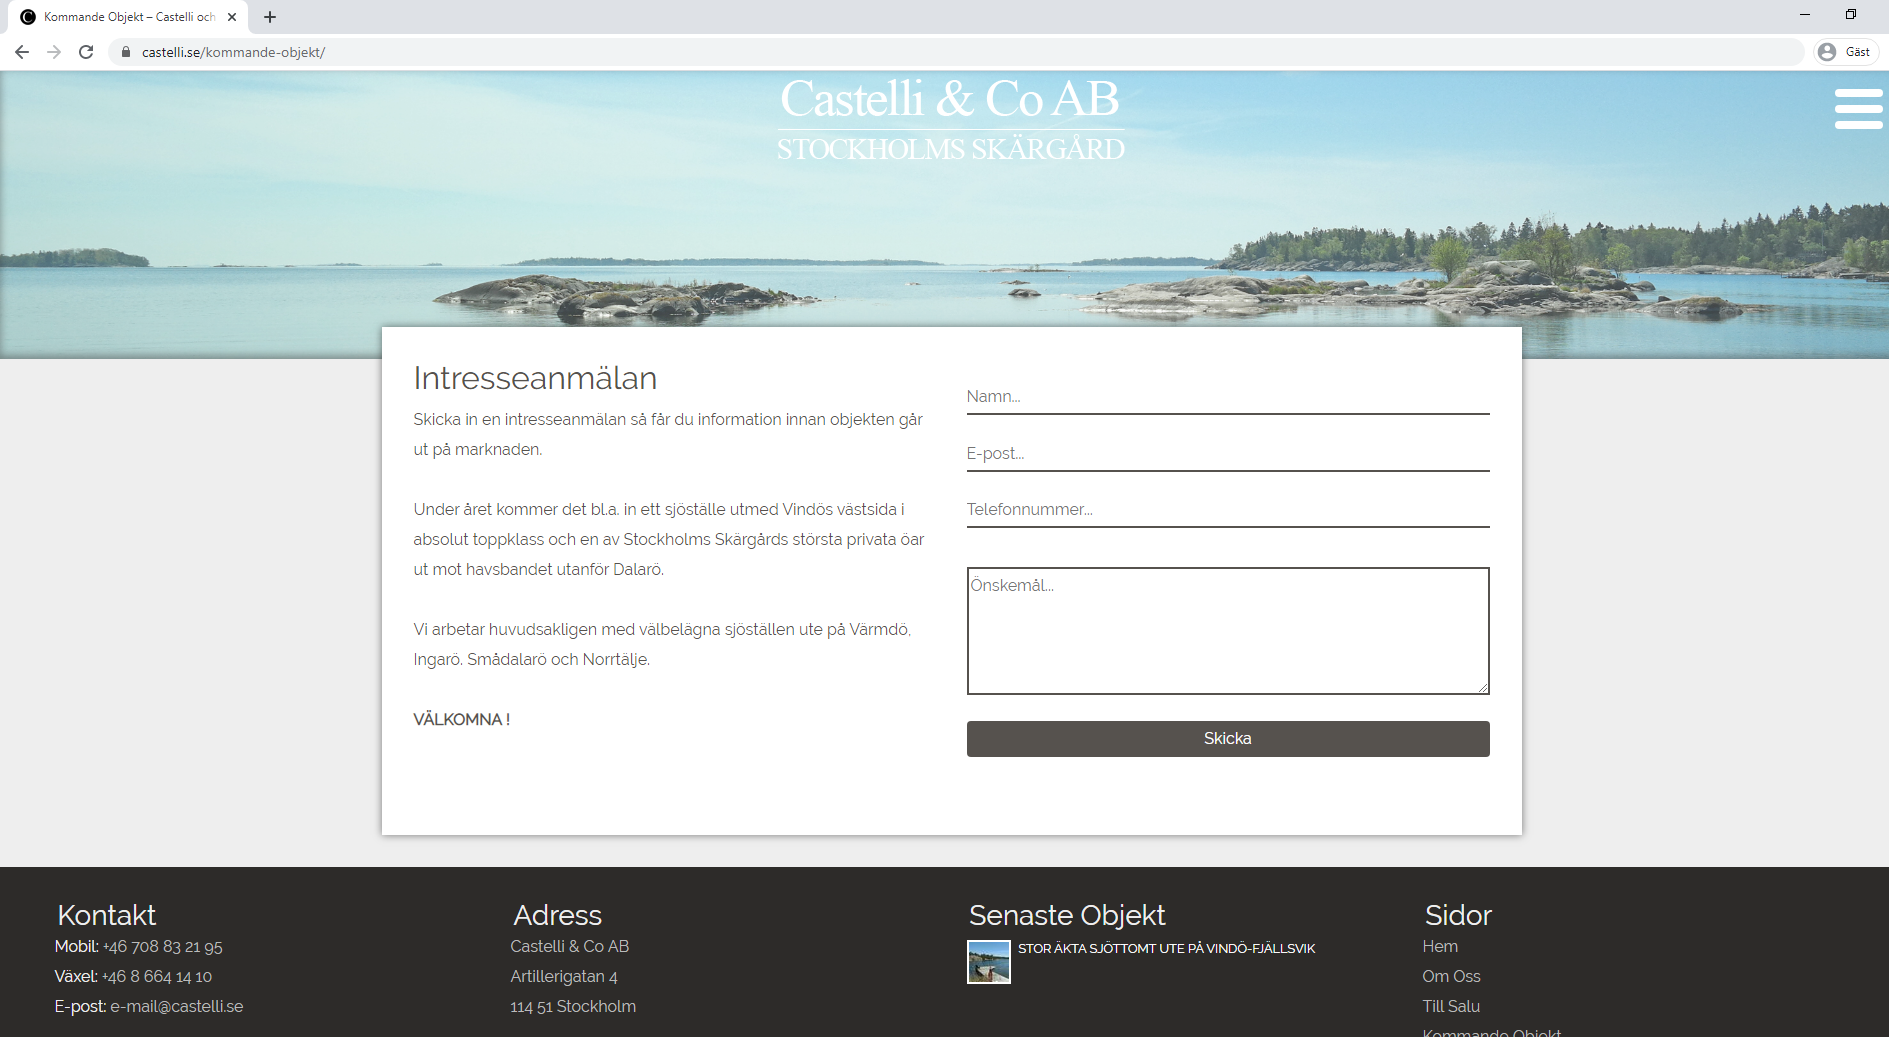 Kommande Objekt – Castelli och
castelli.se/kommande-objekt/
Gäst
Castelli & Co AB
STOCKHOLMS SKÄRGÅRD
Intresseanmälan
Skicka in en intresseanmälan så får du information innan objekten går
ut på marknaden.
Under året kommer det bl.a. in ett sjöställe utmed Vindös västsida i
absolut toppklass och en av Stockholms Skärgårds största privata öar
ut mot havsbandet utanför Dalarö.
Vi arbetar huvudsakligen med välbelägna sjöställen ute på Värmdö,
Ingarö. Smådalarö och Norrtälje.
VÄLKOMNA !
Namn...
E-post...
Telefonnummer...
Önskemål...
Skicka
Kontakt
Mobil: +46 708 83 21 95
Växel: +46 8 664 14 10
E-post: e-mail@castelli.se
Adress
Castelli & Co AB
Artillerigatan 4
114 51 Stockholm
Senaste Objekt
STOR ÄKTA SJÖTTOMT UTE PÅ VINDÖ-FJÄLLSVIK
Sidor
Hem
Om Oss
Till Salu
Kommande Objekt